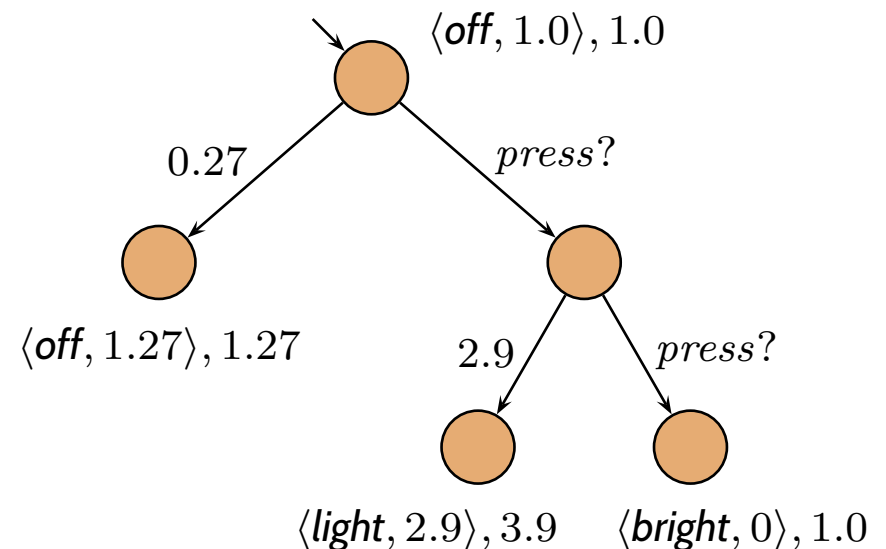 ⟨off, 1.0⟩, 1.0
0.27
press?
⟨off, 1.27⟩, 1.27
2.9
press?
⟨light, 2.9⟩, 3.9
⟨bright, 0⟩, 1.0